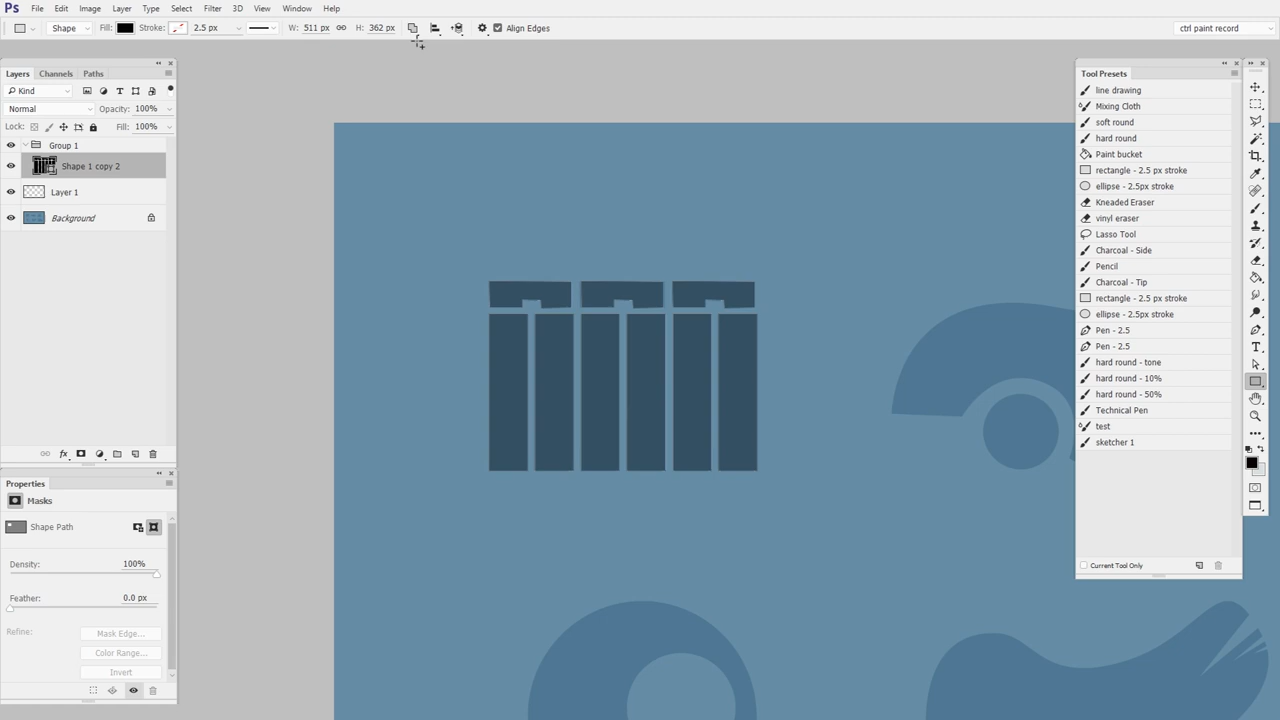 Ps File Edit Image Layer Type Select Filter 3D View Window Help
Shape Fill: Stroke: 2.5 px W: 511 px H: 362 px Align Edges ctrl paint record
Layers Channels Paths
Kind
Normal Opacity: 100%
Lock: Fill: 100%
Group 1
Shape 1 copy 2
Layer 1
Background
Properties
Masks
Shape Path
Density: 100%
Feather: 0.0 px
Refine: Mask Edge...
Color Range...
Invert
Tool Presets
line drawing
Mixing Cloth
soft round
hard round
Paint bucket
rectangle - 2.5 px stroke
ellipse - 2.5px stroke
Kneaded Eraser
vinyl eraser
Lasso Tool
Charcoal - Side
Pencil
Charcoal - Tip
rectangle - 2.5 px stroke
ellipse - 2.5px stroke
Pen - 2.5
Pen - 2.5
hard round - tone
hard round - 10%
hard round - 50%
Technical Pen
test
sketcher 1
Current Tool Only